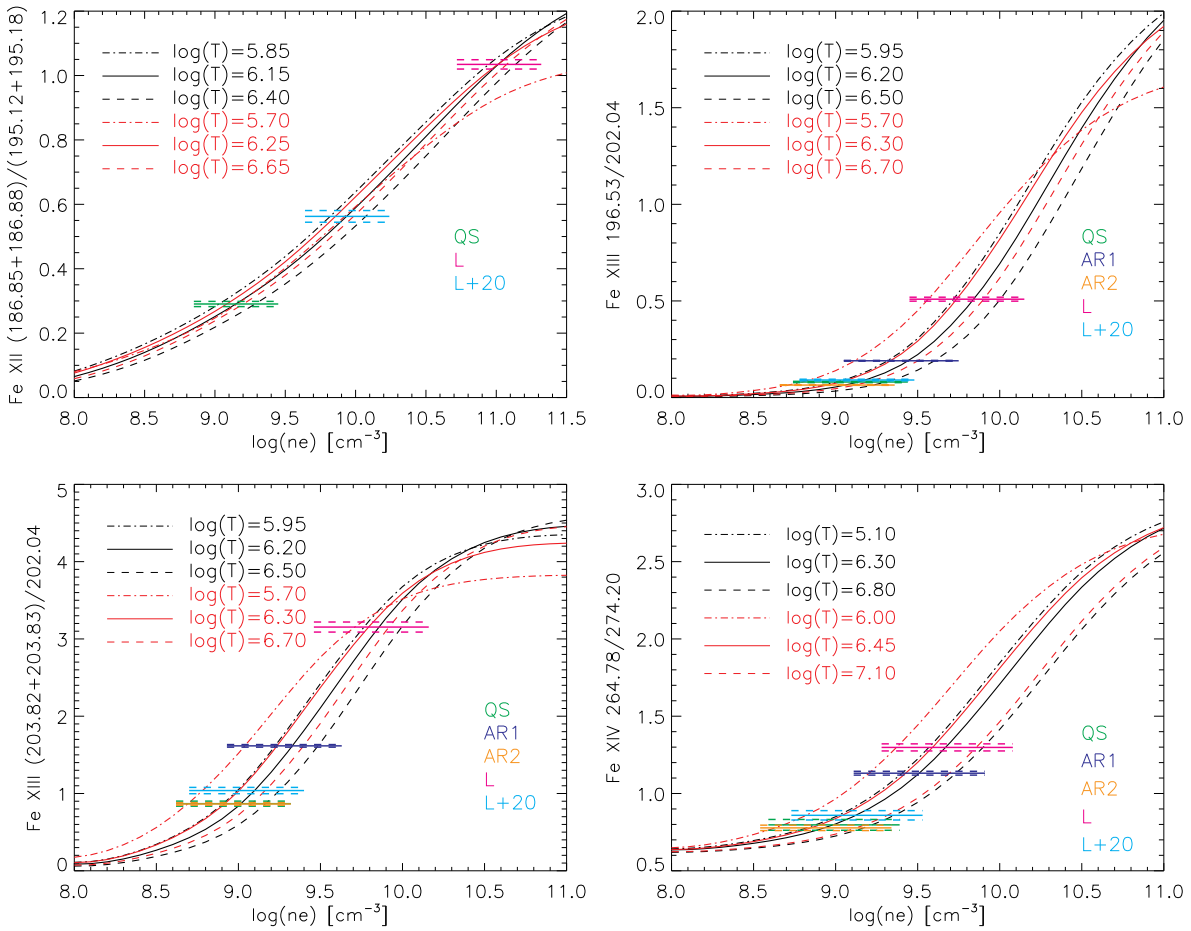 Fe XII (186.85+186.88)/(195.12+195.18)
1.2
1.0
0.8
0.6
0.4
0.2
0.0
log(T)=5.85
log(T)=6.15
log(T)=6.40
log(T)=5.70
log(T)=6.25
log(T)=6.65
QS
L
L+20
8.0 8.5 9.0 9.5 10.0 10.5 11.0 11.5
log(ne) [cm⁻³]
Fe XIII 196.53/202.04
2.0
1.5
1.0
0.5
0.0
log(T)=5.95
log(T)=6.20
log(T)=6.50
log(T)=5.70
log(T)=6.30
log(T)=6.70
QS
AR1
AR2
L
L+20
8.0 8.5 9.0 9.5 10.0 10.5 11.0
log(ne) [cm⁻³]
Fe XIII (203.82+203.83)/202.04
5
4
3
2
1
0
log(T)=5.95
log(T)=6.20
log(T)=6.50
log(T)=5.70
log(T)=6.30
log(T)=6.70
QS
AR1
AR2
L
L+20
8.0 8.5 9.0 9.5 10.0 10.5 11.0
log(ne) [cm⁻³]
Fe XIV 264.78/274.20
3.0
2.5
2.0
1.5
1.0
0.5
log(T)=5.10
log(T)=6.30
log(T)=6.80
log(T)=6.00
log(T)=6.45
log(T)=7.10
QS
AR1
AR2
L
L+20
8.0 8.5 9.0 9.5 10.0 10.5 11.0
log(ne) [cm⁻³]